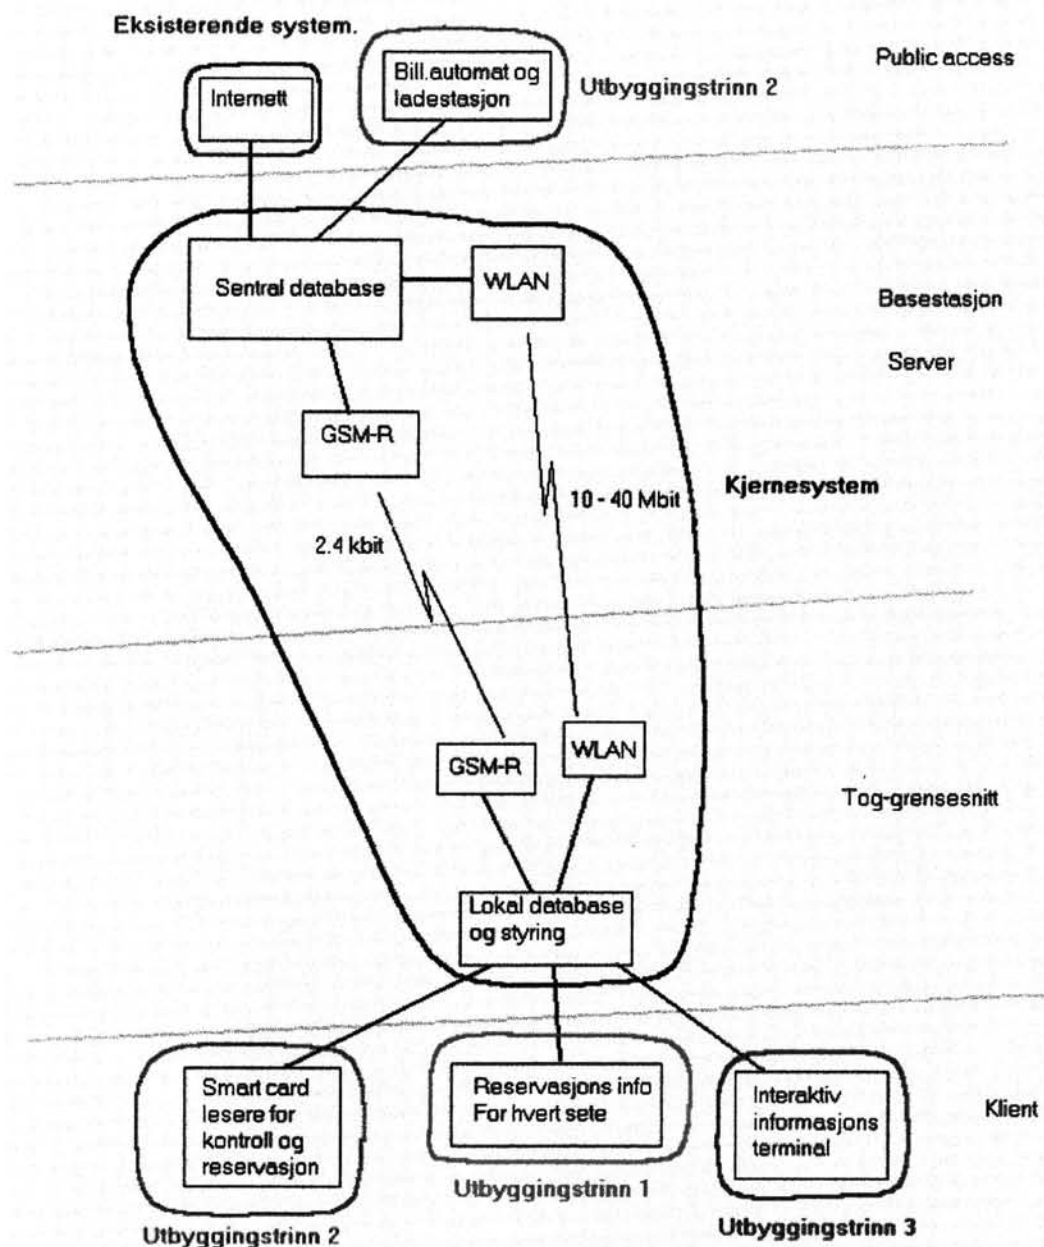 Eksisterende system.
Internett
Bill.automat og
ladestasjon
Utbyggingstrinn 2
Public access
Sentral database
WLAN
Basestasjon
Server
GSM-R
10 - 40 Mbit
Kjernesystem
2.4 kbit
GSM-R
WLAN
Tog-grensesnitt
Lokal database
og styring
Smart card
lesere for
kontroll og
reservasjon
Utbyggingstrinn 2
Reservasjons info
For hvert sete
Utbyggingstrinn 1
Interaktiv
informasjons
terminal
Utbyggingstrinn 3
Klient